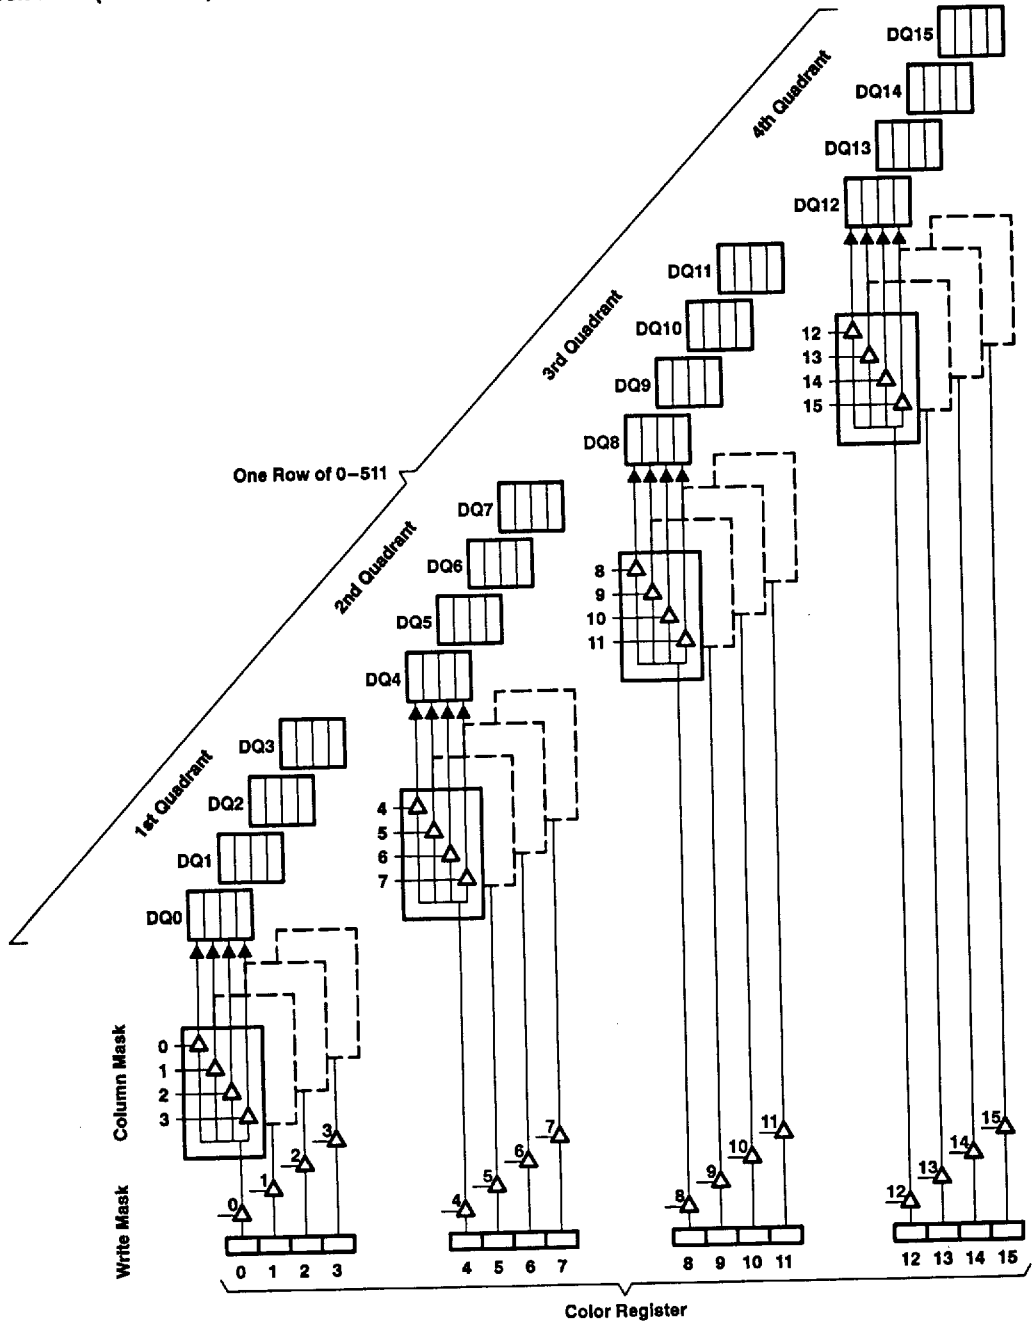 DQ15
DQ14
4th Quadrant
DQ13
DQ12
DQ11
3rd Quadrant
DQ10
12
13
14
15
DQ9
DQ8
One Row of 0–511
DQ7
2nd Quadrant
DQ6
8
9
10
11
DQ5
DQ4
DQ3
1st Quadrant
DQ2
4
5
6
7
DQ1
DQ0
Column Mask
0
1
2
3
Write Mask
0 1 2 3
4 5 6 7
8 9 10 11
12 13 14 15
0 1 2 3 4 5 6 7 8 9 10 11 12 13 14 15
Color Register